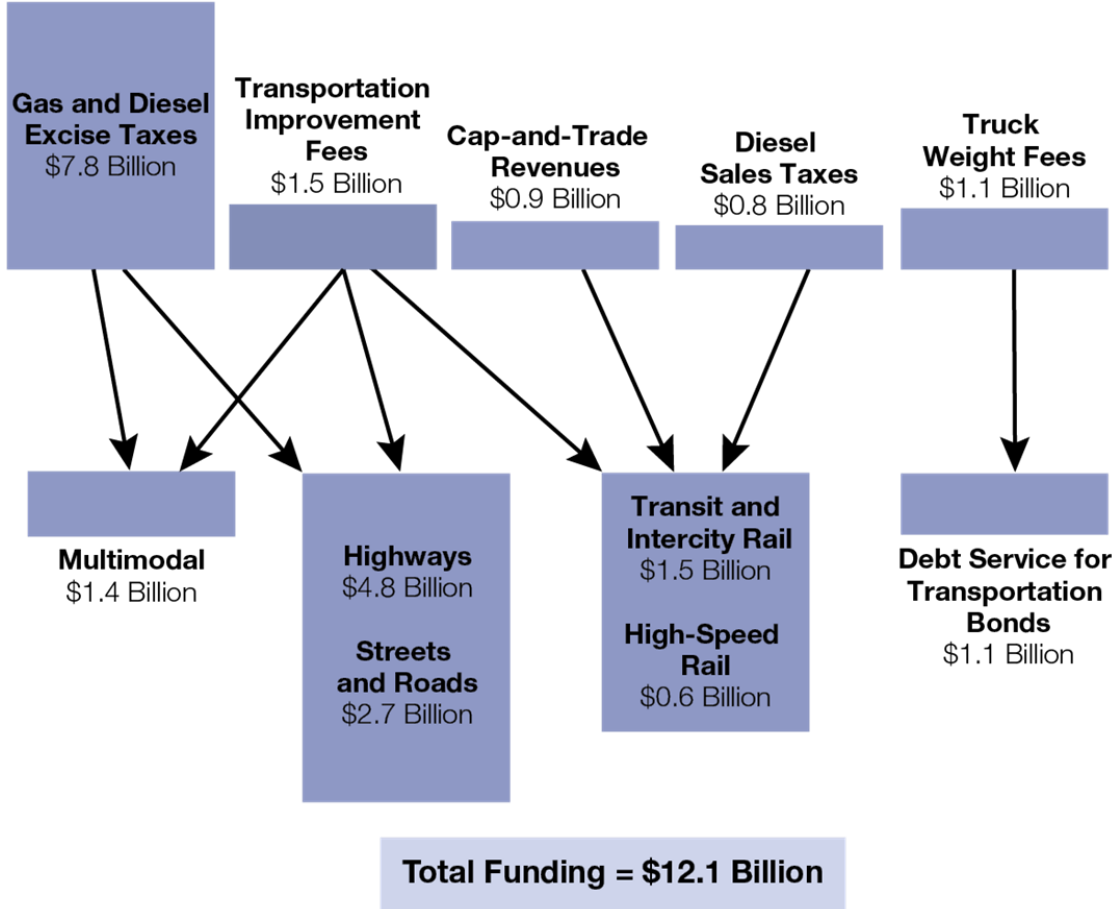 Gas and Diesel
Excise Taxes
$7.8 Billion
Transportation
Improvement
Fees
$1.5 Billion
Cap-and-Trade
Revenues
$0.9 Billion
Diesel
Sales Taxes
$0.8 Billion
Truck
Weight Fees
$1.1 Billion
Multimodal
$1.4 Billion
Highways
$4.8 Billion
Streets
and Roads
$2.7 Billion
Transit and
Intercity Rail
$1.5 Billion
High-Speed
Rail
$0.6 Billion
Debt Service for
Transportation
Bonds
$1.1 Billion
Total Funding = $12.1 Billion